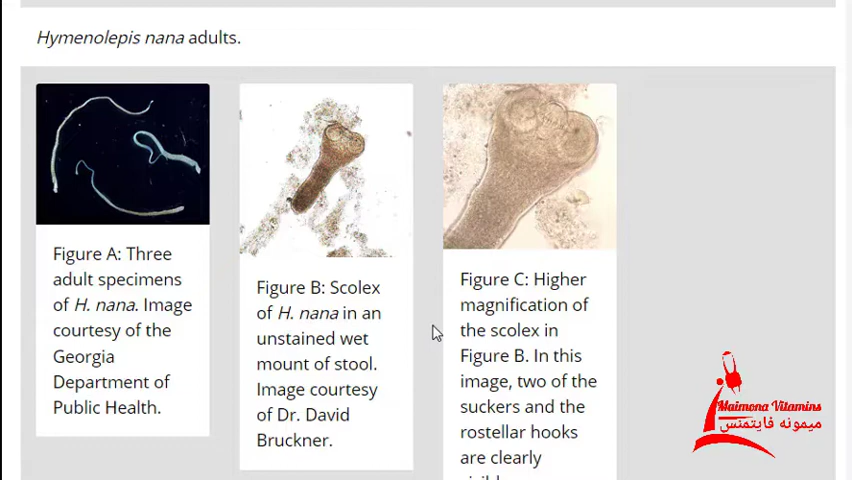 Hymenolepis nana adults.
Figure A: Three
adult specimens
of H. nana. Image
courtesy of the
Georgia
Department of
Public Health.
Figure B: Scolex
of H. nana in an
unstained wet
mount of stool.
Image courtesy
of Dr. David
Bruckner.
Figure C: Higher
magnification of
the scolex in
Figure B. In this
image, two of the
suckers and the
rostellar hooks
are clearly
Maimona Vitamins
ميمونه فايتمنس